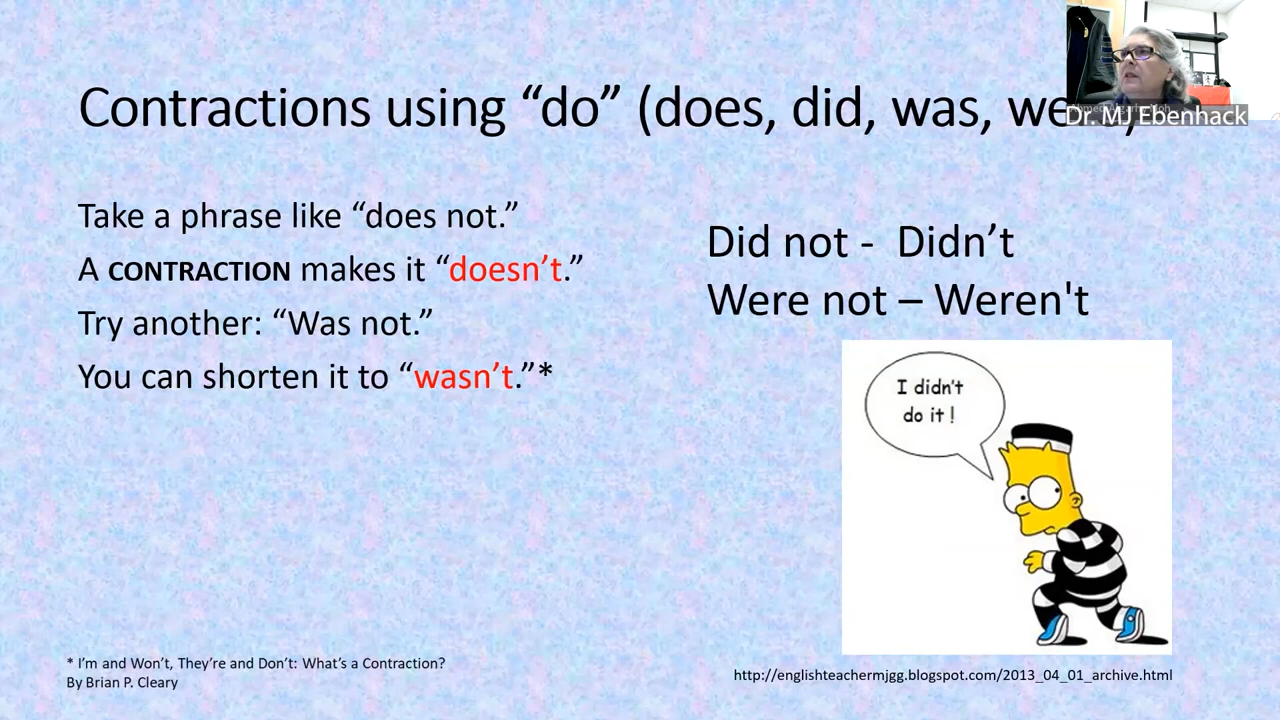 Contractions using “do” (does, did, was,
Dr. MJ Ebenhack
Take a phrase like “does not.”
A CONTRACTION makes it “doesn’t.”
Try another: “Was not.”
You can shorten it to “wasn’t.”*
Did not - Didn’t
Were not – Weren't
I didn't
do it !
* I’m and Won’t, They’re and Don’t: What’s a Contraction?
By Brian P. Cleary
http://englishteachermjgg.blogspot.com/2013_04_01_archive.html